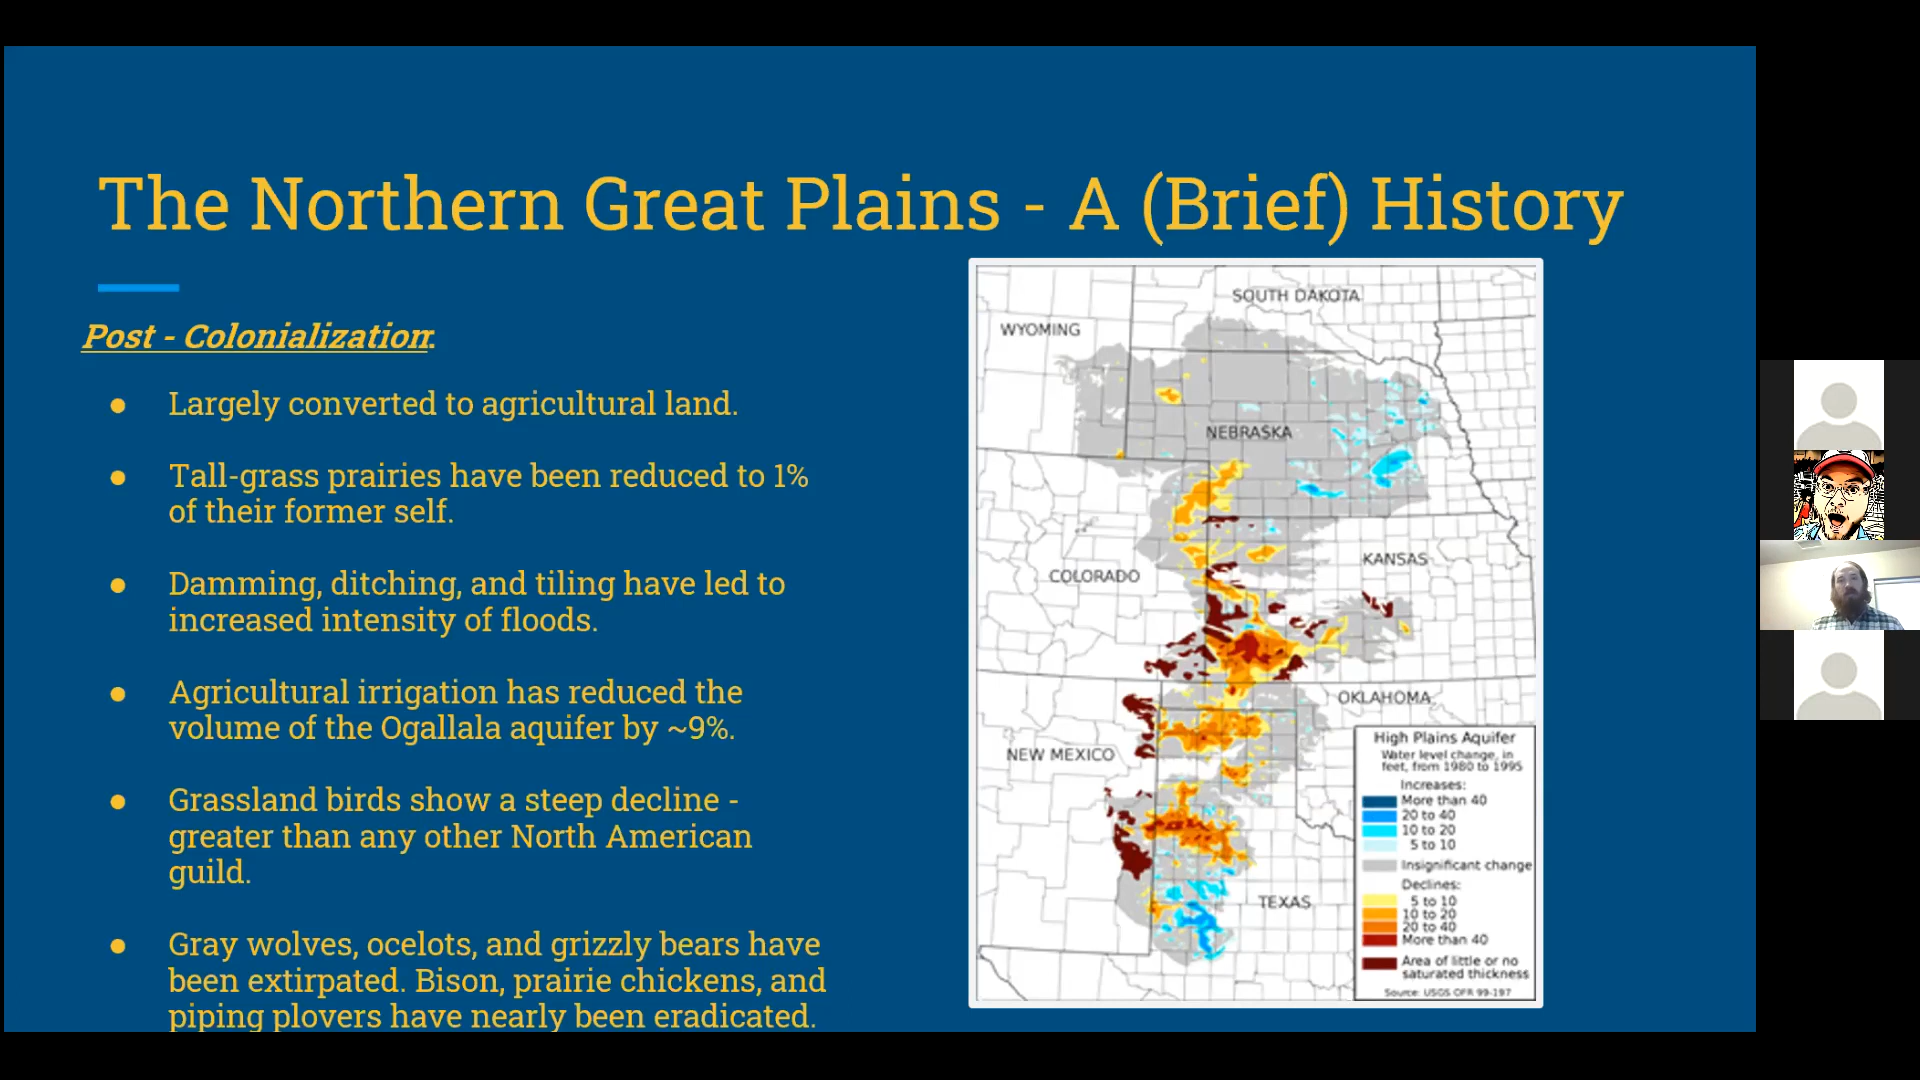 The Northern Great Plains - A (Brief) History
Post - Colonialization:
● Largely converted to agricultural land.
● Tall-grass prairies have been reduced to 1%
of their former self.
● Damming, ditching, and tiling have led to
increased intensity of floods.
● Agricultural irrigation has reduced the
volume of the Ogallala aquifer by ~9%.
● Grassland birds show a steep decline -
greater than any other North American
guild.
● Gray wolves, ocelots, and grizzly bears have
been extirpated. Bison, prairie chickens, and
piping plovers have nearly been eradicated.
SOUTH DAKOTA
WYOMING
NEBRASKA
KANSAS
COLORADO
OKLAHOMA
NEW MEXICO
TEXAS
High Plains Aquifer
Water level change, in
feet, from 1980 to 1995
Increases:
More than 40
20 to 40
10 to 20
5 to 10
Insignificant change
Declines:
5 to 10
10 to 20
20 to 40
More than 40
Area of little or no
saturated thickness
Source: USGS OFR 99-197